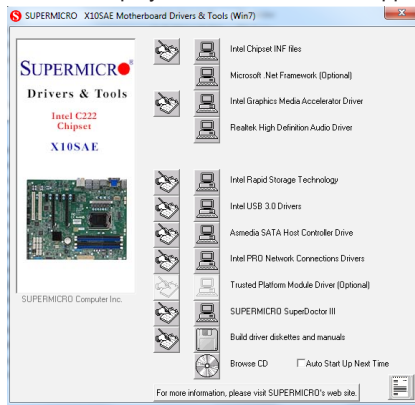 SUPERMICRO X10SAE Motherboard Drivers & Tools (Win7)
SUPERMICRO
Drivers & Tools
Intel C222
Chipset
X10SAE
SUPERMICRO Computer Inc.
Intel Chipset INF files
Microsoft .Net Framework (Optional)
Intel Graphics Media Accelerator Driver
Realtek High Definition Audio Driver
Intel Rapid Storage Technology
Intel USB 3.0 Drivers
Asmedia SATA Host Controller Drive
Intel PRO Network Connections Drivers
Trusted Platform Module Driver (Optional)
SUPERMICRO SuperDoctor III
Build driver diskettes and manuals
Browse CD
Auto Start Up Next Time
For more information, please visit SUPERMICRO's web site.